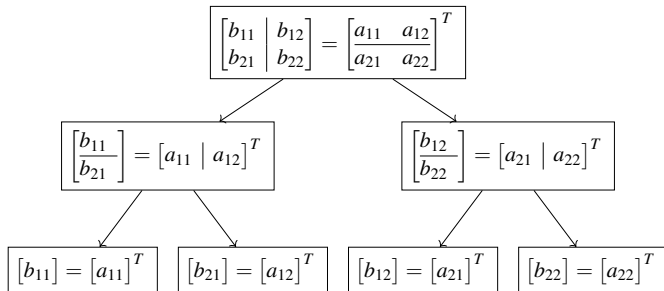 [b₁₁ | b₁₂] = [a₁₁ a₁₂]ᵀ
[b₂₁ | b₂₂] [a₂₁ a₂₂]
[b₁₁] = [a₁₁ | a₁₂]ᵀ [b₁₂] = [a₂₁ | a₂₂]ᵀ
[b₂₁] [b₂₂]
[b₁₁] = [a₁₁]ᵀ [b₂₁] = [a₁₂]ᵀ [b₁₂] = [a₂₁]ᵀ [b₂₂] = [a₂₂]ᵀ